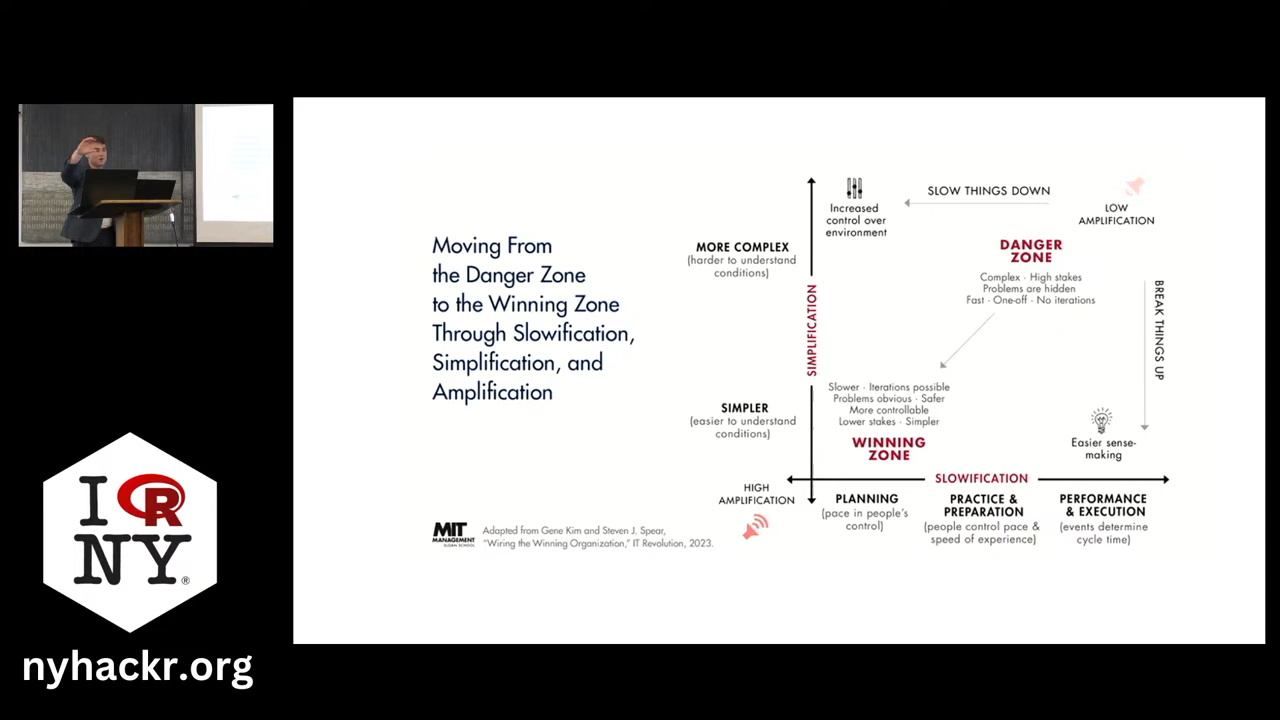 Moving From
the Danger Zone
to the Winning Zone
Through Slowification,
Simplification, and
Amplification
MIT
MANAGEMENT
SLOAN SCHOOL
Adapted from Gene Kim and Steven J. Spear,
"Wiring the Winning Organization," IT Revolution, 2023.
MORE COMPLEX
(harder to understand
conditions)
SIMPLIFICATION
SIMPLER
(easier to understand
conditions)
HIGH
AMPLIFICATION
Increased
control over
environment
SLOW THINGS DOWN
LOW
AMPLIFICATION
DANGER
ZONE
Complex · High stakes
Problems are hidden
Fast · One-off · No iterations
BREAK THINGS UP
Slower · Iterations possible
Problems obvious · Safer
More controllable
Lower stakes · Simpler
WINNING
ZONE
Easier sense-
making
SLOWIFICATION
PLANNING
(pace in people's
control)
PRACTICE &
PREPARATION
(people control pace &
speed of experience)
PERFORMANCE
& EXECUTION
(events determine
cycle time)
I R
NY®
nyhackr.org